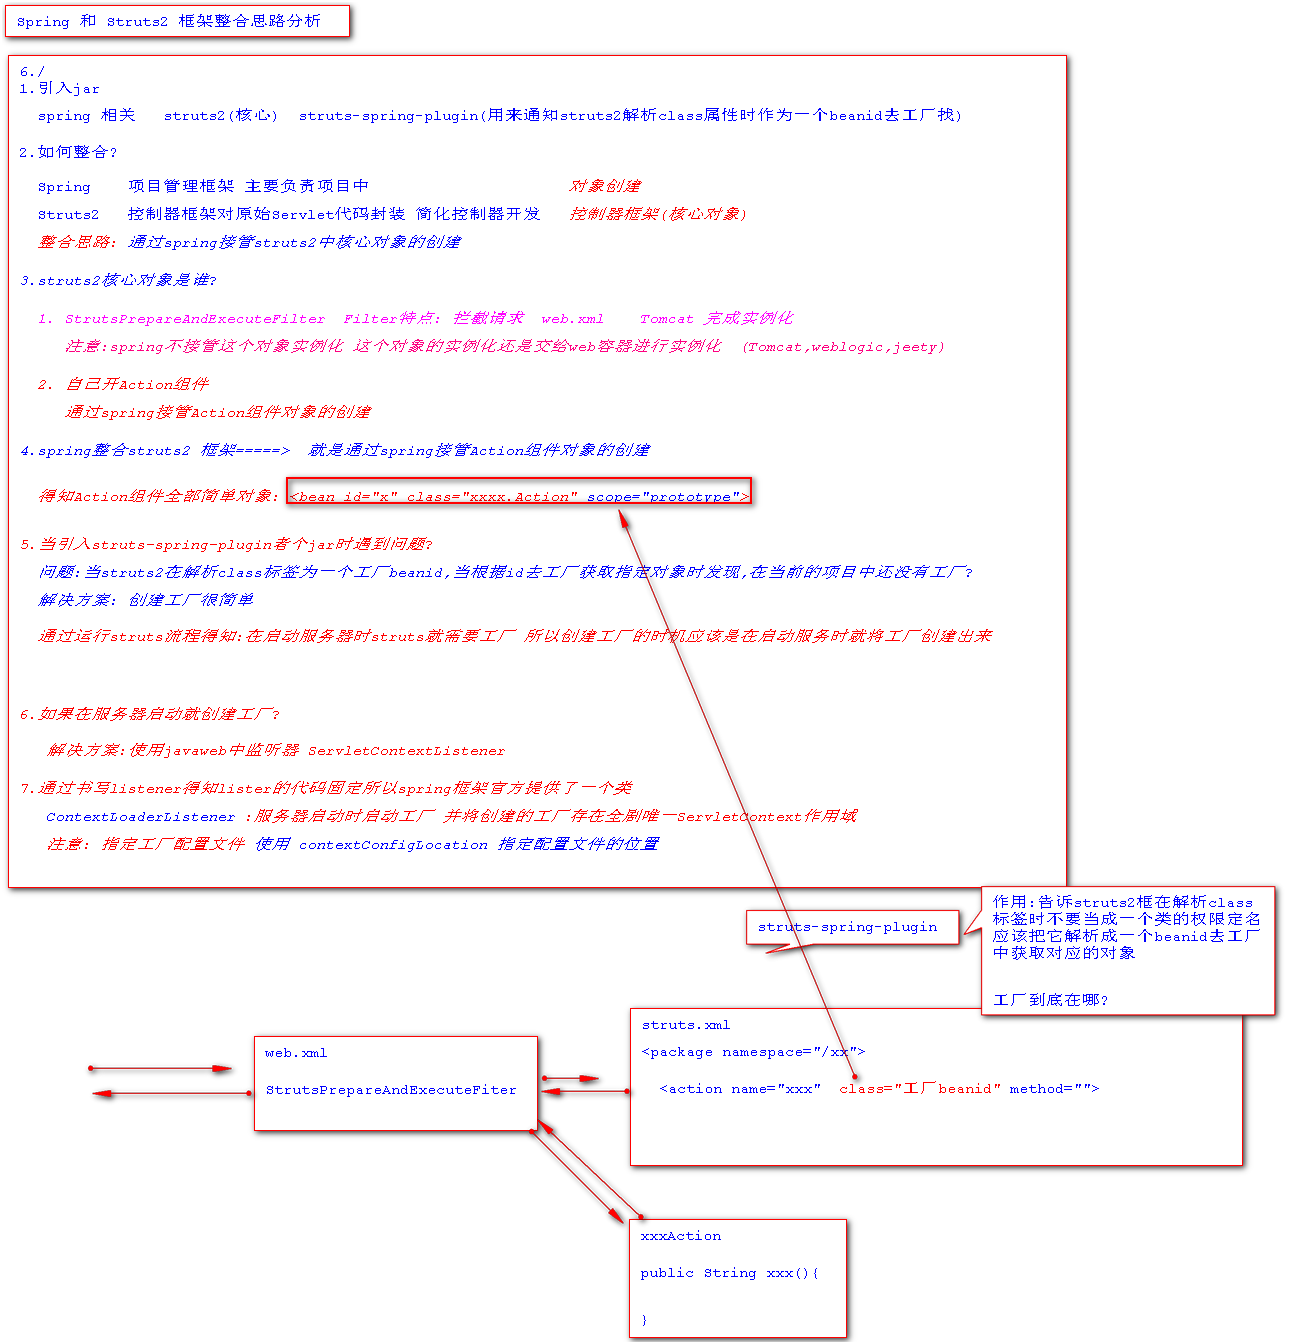 Spring 和 Struts2 框架整合思路分析
6./
1.引入jar
spring 相关 struts2(核心) struts-spring-plugin(用来通知struts2解析class属性时作为一个beanid去工厂找)
2.如何整合?
Spring 项目管理框架 主要负责项目中 对象创建
Struts2 控制器框架对原始Servlet代码封装 简化控制器开发 控制器框架(核心对象)
整合思路: 通过spring接管struts2中核心对象的创建
3.struts2核心对象是谁?
1. StrutsPrepareAndExecuteFilter Filter特点: 拦截请求 web.xml Tomcat 完成实例化
注意:spring不接管这个对象实例化 这个对象的实例化还是交给web容器进行实例化 (Tomcat,weblogic,jeety)
2. 自己开Action组件
通过spring接管Action组件对象的创建
4.spring整合struts2 框架=====> 就是通过spring接管Action组件对象的创建
得知Action组件全部简单对象: <bean id="x" class="xxxx.Action" scope="prototype">
5.当引入struts-spring-plugin者个jar时遇到问题?
问题:当struts2在解析class标签为一个工厂beanid,当根据id去工厂获取指定对象时发现,在当前的项目中还没有工厂?
解决方案: 创建工厂很简单
通过运行struts流程得知:在启动服务器时struts就需要工厂 所以创建工厂的时机应该是在启动服务时就将工厂创建出来
6.如果在服务器启动就创建工厂?
解决方案:使用javaweb中监听器 ServletContextListener
7.通过书写listener得知lister的代码固定所以spring框架官方提供了一个类
ContextLoaderListener :服务器启动时启动工厂 并将创建的工厂存在全剧唯一ServletContext作用域
注意: 指定工厂配置文件 使用 contextConfigLocation 指定配置文件的位置
作用:告诉struts2框在解析class
标签时不要当成一个类的权限定名
应该把它解析成一个beanid去工厂
中获取对应的对象
工厂到底在哪?
struts-spring-plugin
struts.xml
<package namespace="/xx">
<action name="xxx" class="工厂beanid" method="">
web.xml
StrutsPrepareAndExecuteFiter
xxxAction
public String xxx(){
}